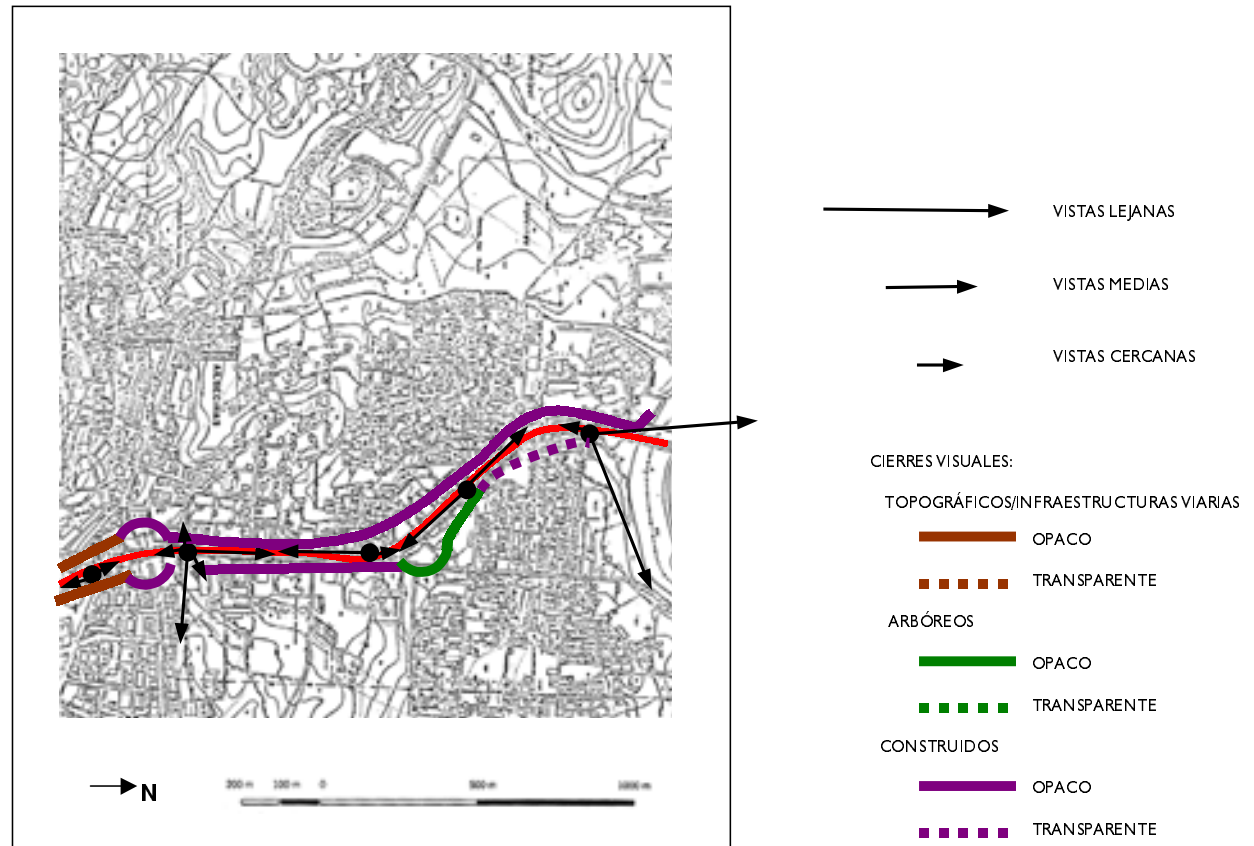 VISTAS LEJANAS
VISTAS MEDIAS
VISTAS CERCANAS
CIERRES VISUALES:
TOPOGRÁFICOS/INFRAESTRUCTURAS VIARIAS
OPACO
TRANSPARENTE
ARBÓREOS
OPACO
TRANSPARENTE
CONSTRUIDOS
OPACO
TRANSPARENTE
N
200 m 100 m 0 500 m 1000 m